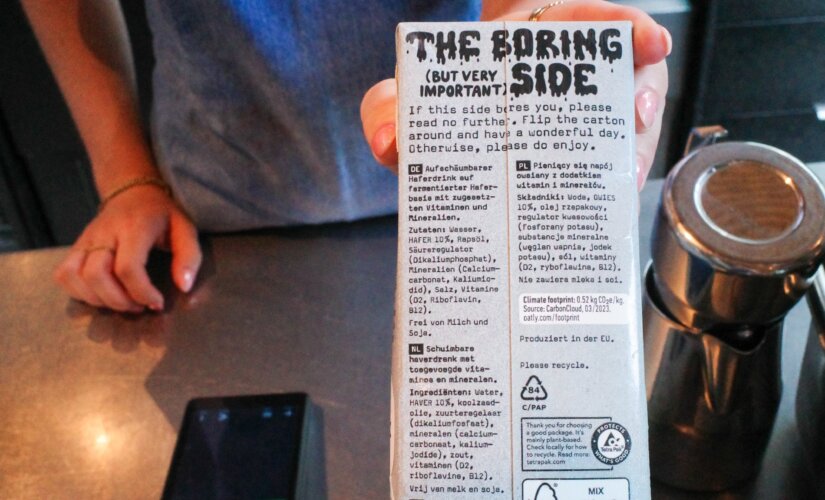 THE BORING
(BUT VERY
IMPORTANT) SIDE
If this side bores you, please
read no further. Flip the carton
around and have a wonderful day.
Otherwise, please do enjoy.
DE Aufschäumbarer
Haferdrink auf
fermentierter Hafer-
basis mit zugesetz-
ten Vitaminen und
Mineralien.
Zutaten: Wasser,
HAFER 10%, Rapsöl,
Säureregulator
(Dikaliumphosphat),
Mineralien (Calcium-
carbonat, Kaliumio-
did), Salz, Vitamine
(D2, Riboflavin,
B12).
Frei von Milch und
Soja.
NL Schuimbare
haverdrenk met
toegevoegde vita-
mines en mineralen.
Ingrediënten: Water,
HAVER 10%, koolzaad-
olie, zuurteregelaar
(dikaliumfosfaat),
mineralen (calcium-
carbonaat, kalium-
jodide), zout,
vitaminen (D2,
riboflavine, B12).
Vrij van melk en soja.
PL Pieniący się napój
owsiany z dodatkiem
witamin i minerałów.
Składniki: Woda, OWIES
10%, olej rzepakowy,
regulator kwasowości
(fosforany potasu),
substancje mineralne
(węglan wapnia, jodek
potasu), sól, witaminy
(D2, ryboflawina, B12).
Nie zawiera mleka i soi.
Climate footprint: 0.52 kg CO₂e/kg.
Source: CarbonCloud, 03/2023.
oatly.com/footprint
Produziert in der EU.
Please recycle.
84
C/PAP
Thank you for choosing
a good package. It's
mainly plant-based.
Check locally for how
to recycle. Read more:
tetrapak.com
PROTECTS
Tetra Pak
WHAT'S GOOD
MIX